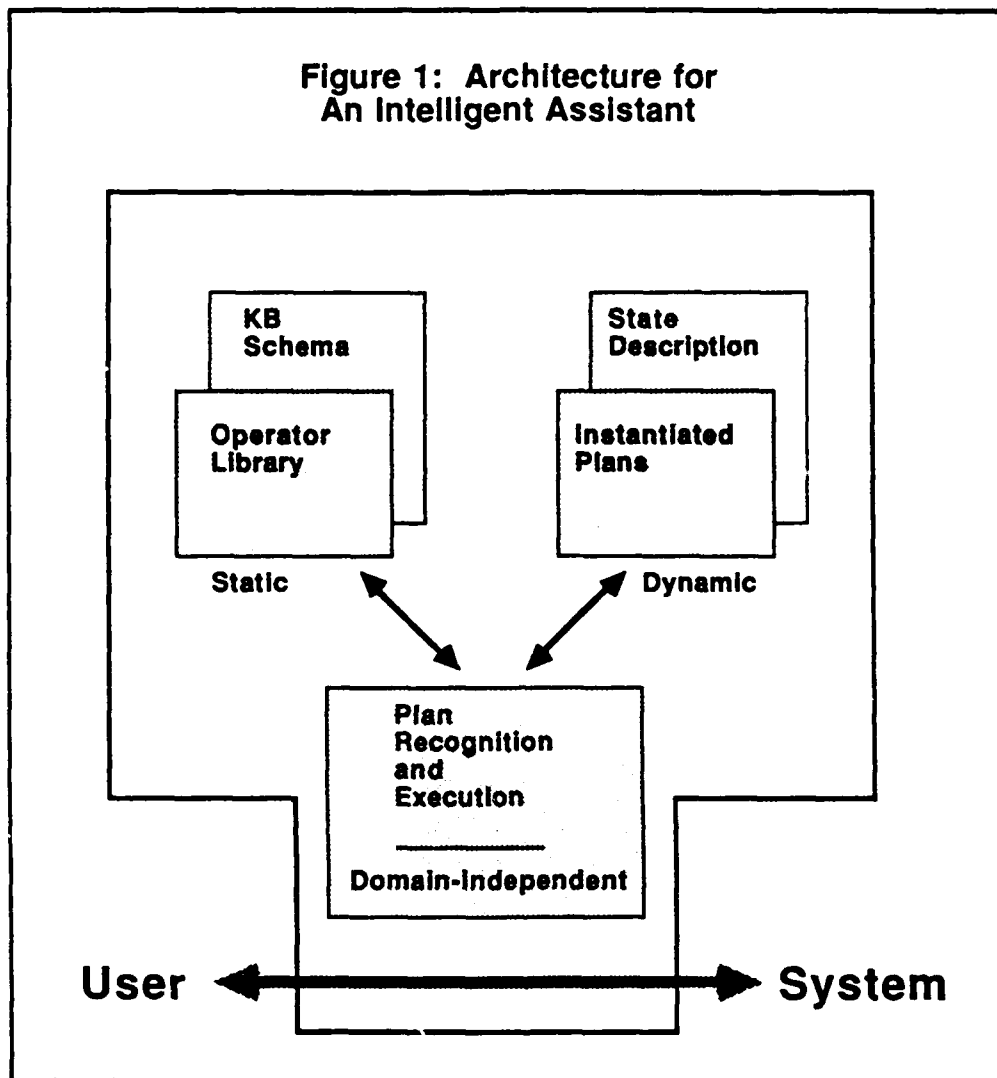 Figure 1: Architecture for
An Intelligent Assistant
KB
Schema
Operator
Library
Static
State
Description
Instantiated
Plans
Dynamic
Plan
Recognition
and
Execution
Domain-Independent
User
System